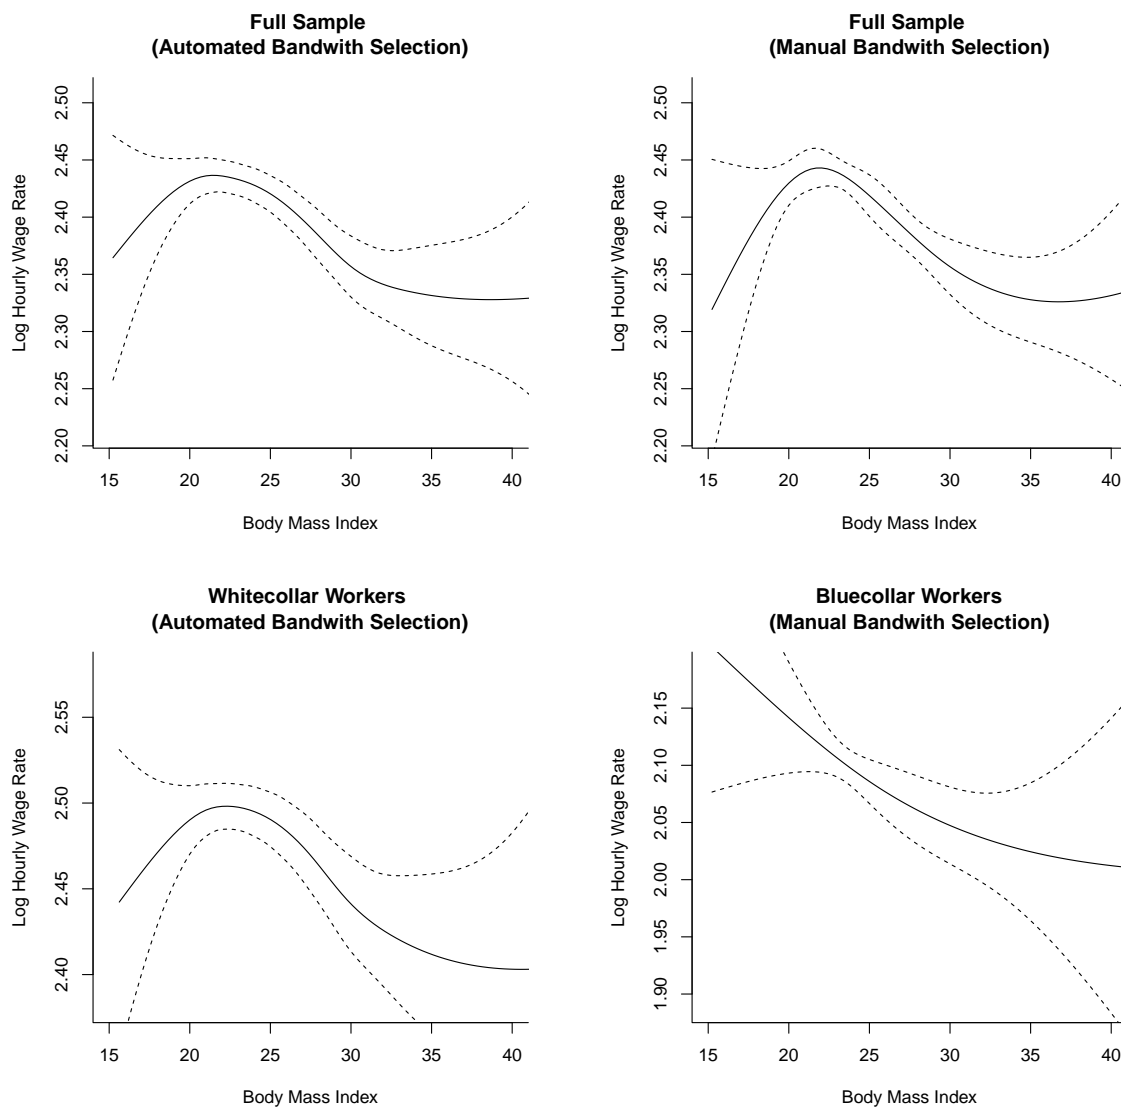 Full Sample
(Automated Bandwith Selection)
Log Hourly Wage Rate
2.50
2.45
2.40
2.35
2.30
2.25
2.20
15 20 25 30 35 40
Body Mass Index
Full Sample
(Manual Bandwith Selection)
Log Hourly Wage Rate
2.50
2.45
2.40
2.35
2.30
2.25
2.20
15 20 25 30 35 40
Body Mass Index
Whitecollar Workers
(Automated Bandwith Selection)
Log Hourly Wage Rate
2.55
2.50
2.45
2.40
15 20 25 30 35 40
Body Mass Index
Bluecollar Workers
(Manual Bandwith Selection)
Log Hourly Wage Rate
2.15
2.10
2.05
2.00
1.95
1.90
15 20 25 30 35 40
Body Mass Index